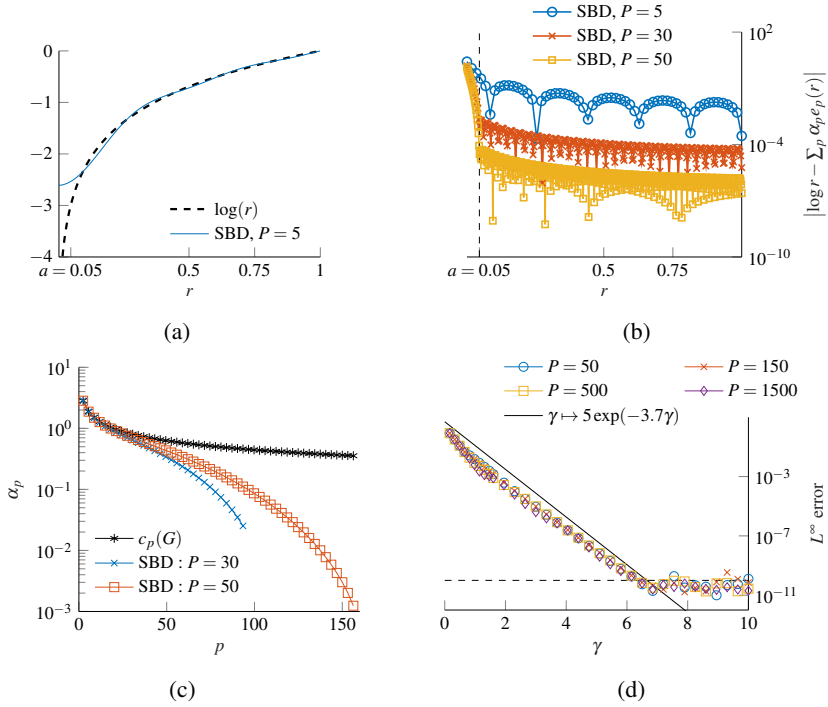 0
−1
−2
−3
−4
log(r)
SBD, P = 5
a = 0.05
0.5
0.75
1
r
(a)
SBD, P = 5
SBD, P = 30
SBD, P = 50
10^2
10^−4
10^−10
|log r − ∑_p α_p e_p(r)|
a = 0.05
0.5
0.75
r
(b)
10^1
10^0
10^−1
10^−2
10^−3
α_p
c_p(G)
SBD : P = 30
SBD : P = 50
0
50
100
150
p
(c)
P = 50
P = 150
P = 500
P = 1500
γ ↦ 5 exp(−3.7γ)
10^−3
10^−7
10^−11
L^∞ error
0
2
4
6
8
10
γ
(d)